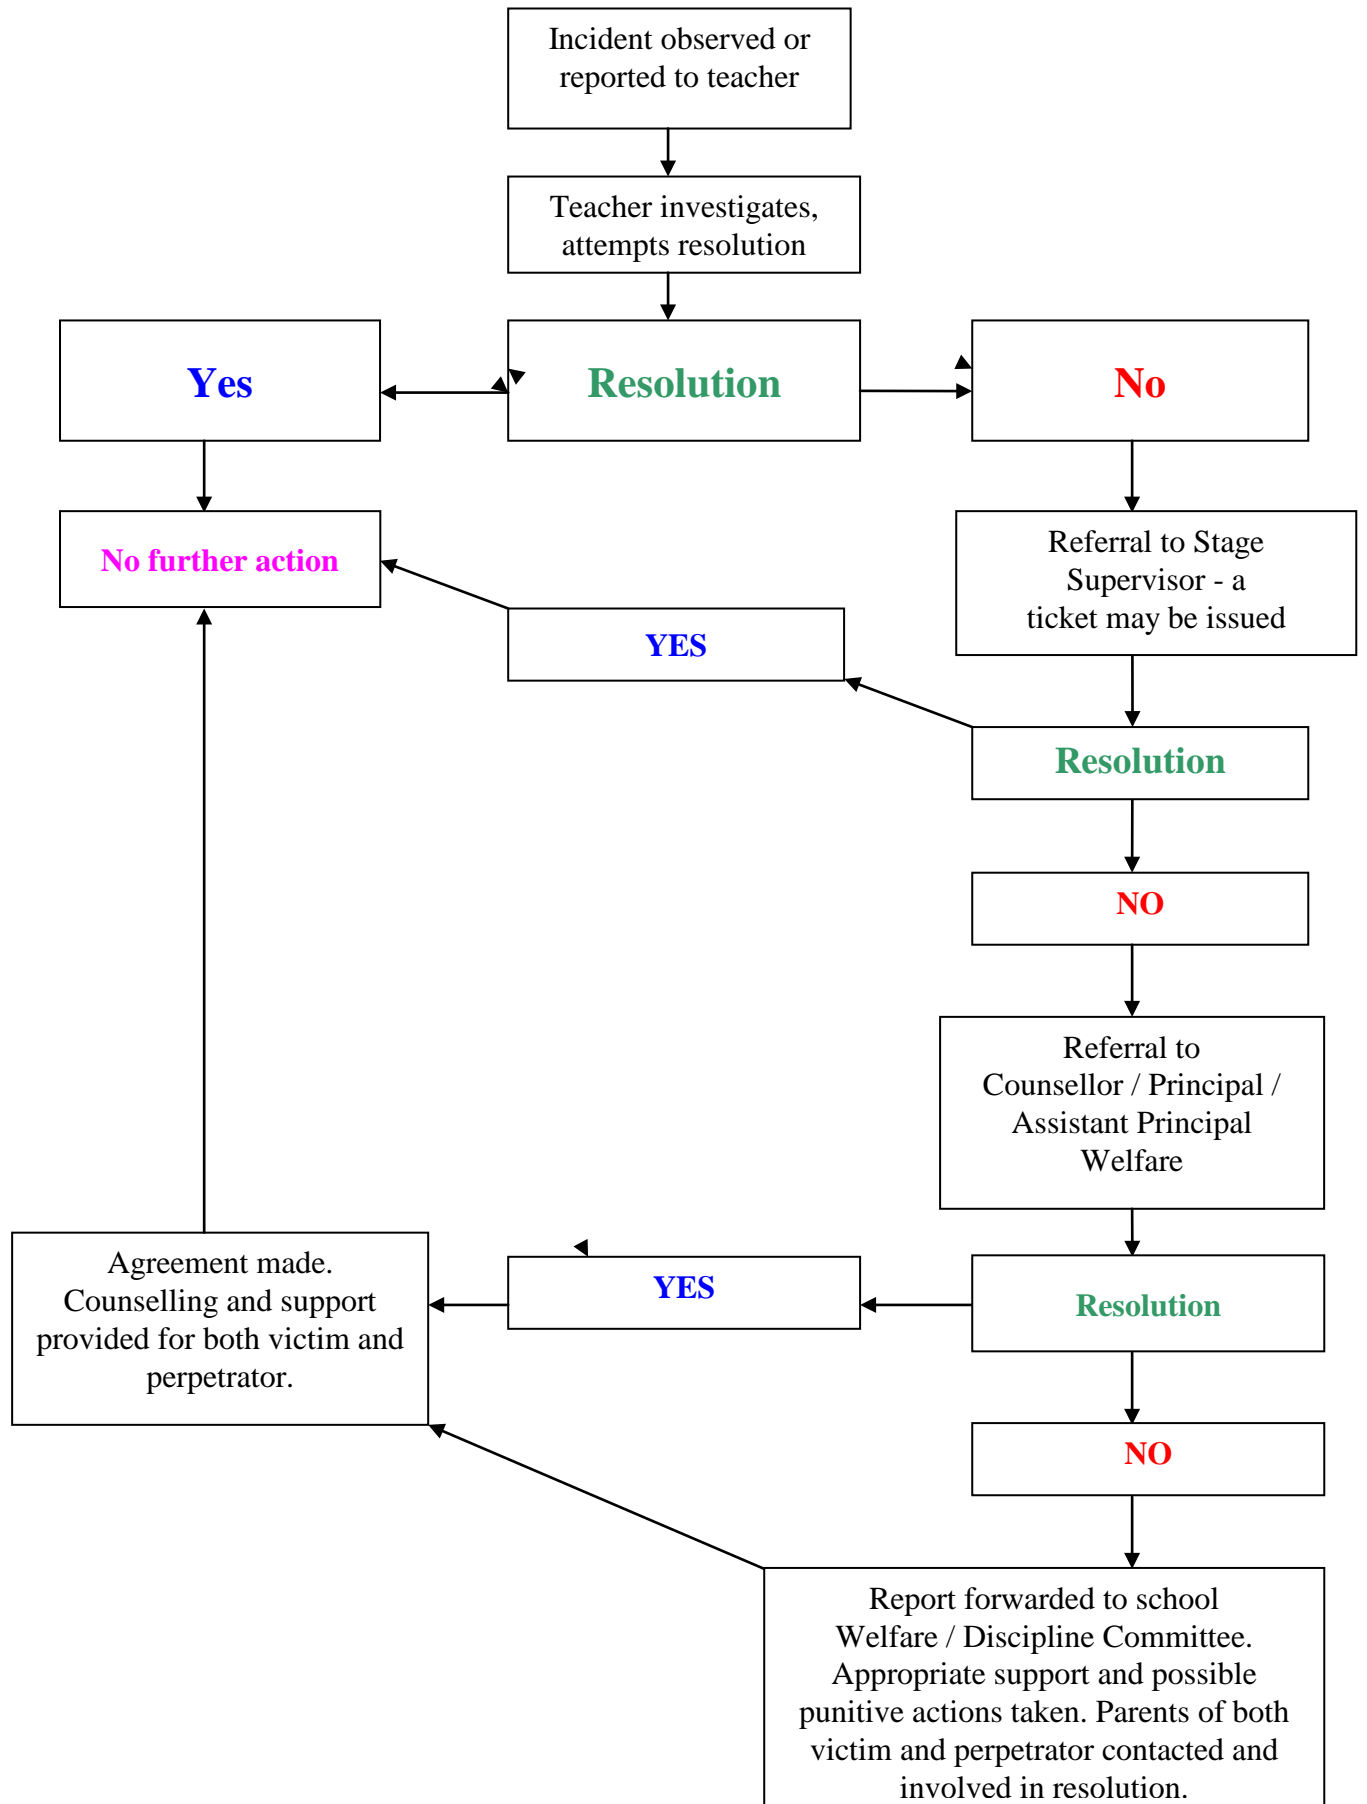 Incident observed or
reported to teacher
Teacher investigates,
attempts resolution
Yes
Resolution
No
No further action
Referral to Stage
Supervisor - a
ticket may be issued
YES
Resolution
NO
Referral to
Counsellor / Principal /
Assistant Principal
Welfare
Agreement made.
Counselling and support
provided for both victim and
perpetrator.
YES
Resolution
NO
Report forwarded to school
Welfare / Discipline Committee.
Appropriate support and possible
punitive actions taken. Parents of both
victim and perpetrator contacted and
involved in resolution.